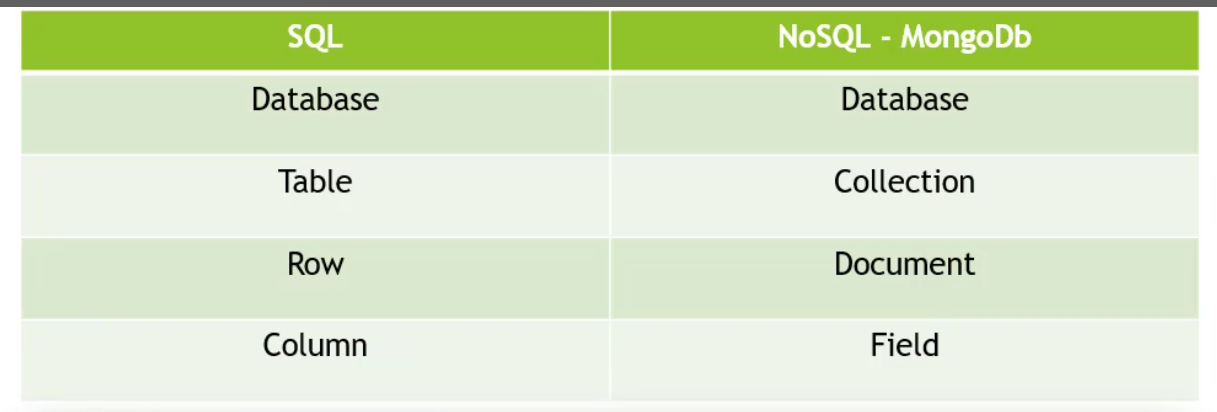 SQL NoSQL - MongoDb
Database Database
Table Collection
Row Document
Column Field